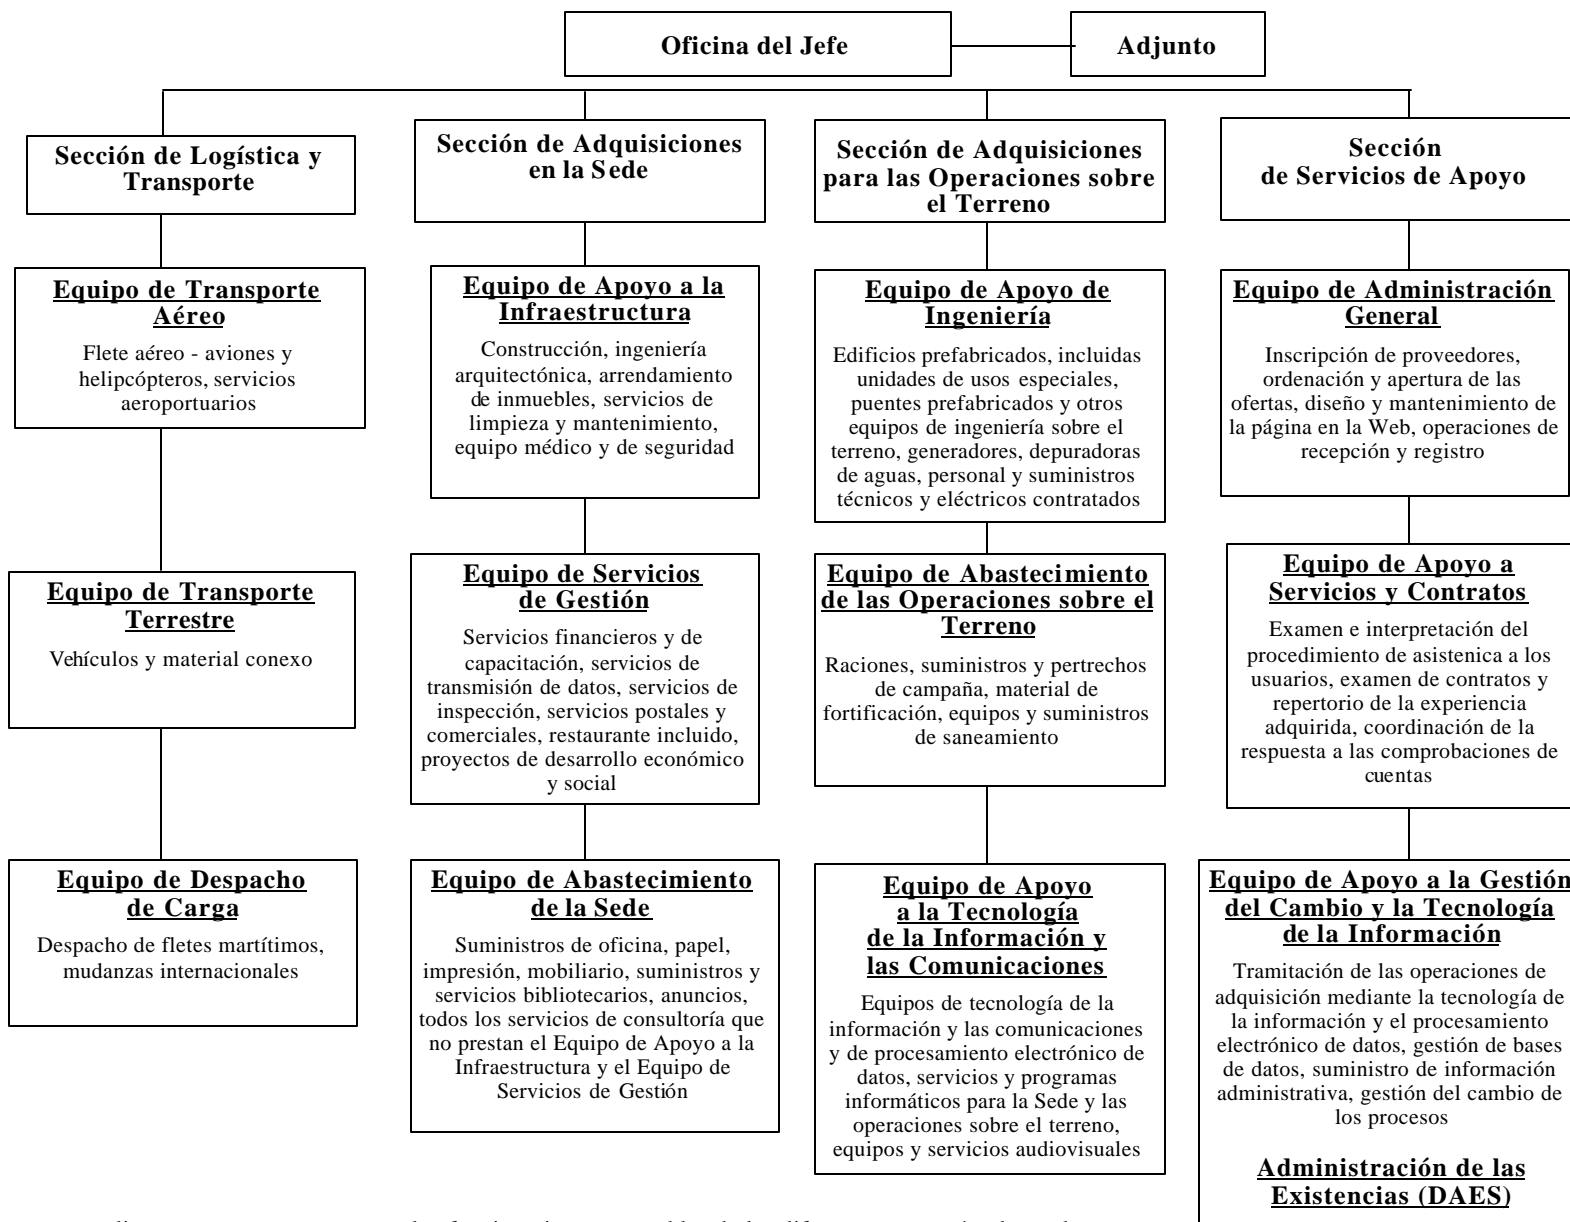 Oficina del Jefe
Adjunto
Sección de Logística y
Transporte
Equipo de Transporte
Aéreo
Flete aéreo - aviones y
helipcópteros, servicios
aeroportuarios
Equipo de Transporte
Terrestre
Vehículos y material conexo
Equipo de Despacho
de Carga
Despacho de fletes martítimos,
mudanzas internacionales
Sección de Adquisiciones
en la Sede
Equipo de Apoyo a la
Infraestructura
Construcción, ingeniería
arquitectónica, arrendamiento
de inmuebles, servicios de
limpieza y mantenimiento,
equipo médico y de seguridad
Equipo de Servicios
de Gestión
Servicios financieros y de
capacitación, servicios de
transmisión de datos, servicios de
inspección, servicios postales y
comerciales, restaurante incluido,
proyectos de desarrollo económico
y social
Equipo de Abastecimiento
de la Sede
Suministros de oficina, papel,
impresión, mobiliario, suministros y
servicios bibliotecarios, anuncios,
todos los servicios de consultoría que
no prestan el Equipo de Apoyo a la
Infraestructura y el Equipo de
Servicios de Gestión
Sección de Adquisiciones
para las Operaciones sobre
el Terreno
Equipo de Apoyo de
Ingeniería
Edificios prefabricados, incluidas
unidades de usos especiales,
puentes prefabricados y otros
equipos de ingeniería sobre el
terreno, generadores, depuradoras
de aguas, personal y suministros
técnicos y eléctricos contratados
Equipo de Abastecimiento
de las Operaciones sobre el
Terreno
Raciones, suministros y pertrechos
de campaña, material de
fortificación, equipos y suministros
de saneamiento
Equipo de Apoyo
a la Tecnología
de la Información y
las Comunicaciones
Equipos de tecnología de la
información y las comunicaciones
y de procesamiento electrónico de
datos, servicios y programas
informáticos para la Sede y las
operaciones sobre el terreno,
equipos y servicios audiovisuales
Sección
de Servicios de Apoyo
Equipo de Administración
General
Inscripción de proveedores,
ordenación y apertura de las
ofertas, diseño y mantenimiento de
la página en la Web, operaciones de
recepción y registro
Equipo de Apoyo a
Servicios y Contratos
Examen e interpretación del
procedimiento de asistenica a los
usuarios, examen de contratos y
repertorio de la experiencia
adquirida, coordinación de la
respuesta a las comprobaciones de
cuentas
Equipo de Apoyo a la Gestión
del Cambio y la Tecnología
de la Información
Tramitación de las operaciones de
adquisición mediante la tecnología de
la información y el procesamiento
electrónico de datos, gestión de bases
de datos, suministro de información
administrativa, gestión del cambio de
los procesos
Administración de las
Existencias (DAES)